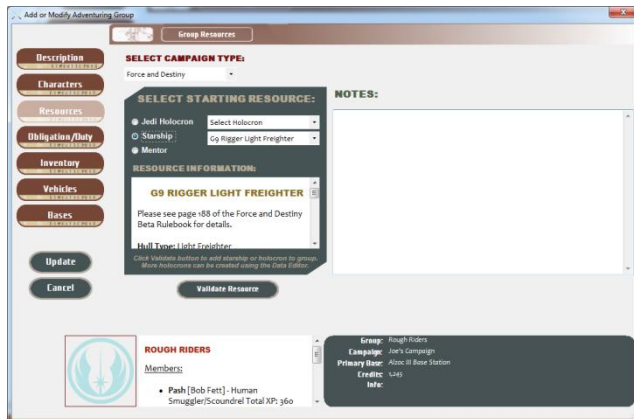 Add or Modify Adventuring Group
Group Resources
Description
Characters
Resources
Obligation/Duty
Inventory
Vehicles
Bases
Update
Cancel
SELECT CAMPAIGN TYPE:
Force and Destiny
SELECT STARTING RESOURCE:
Jedi Holocron Select Holocron
Starship G9 Rigger Light Freighter
Mentor
RESOURCE INFORMATION:
G9 RIGGER LIGHT FREIGHTER
Please see page 188 of the Force and Destiny
Beta Rulebook for details.
Hull Type: Light Freighter
Click Validate button to add starship or holocron to group.
More holocrons can be created using the Data Editor.
Validate Resource
NOTES:
ROUGH RIDERS
Members:
• Pash [Bob Fett] - Human
Smuggler/Scoundrel Total XP: 360
Group: Rough Riders
Campaign: Joe's Campaign
Primary Base: Alzoc III Base Station
Credits: 1,243
Info: